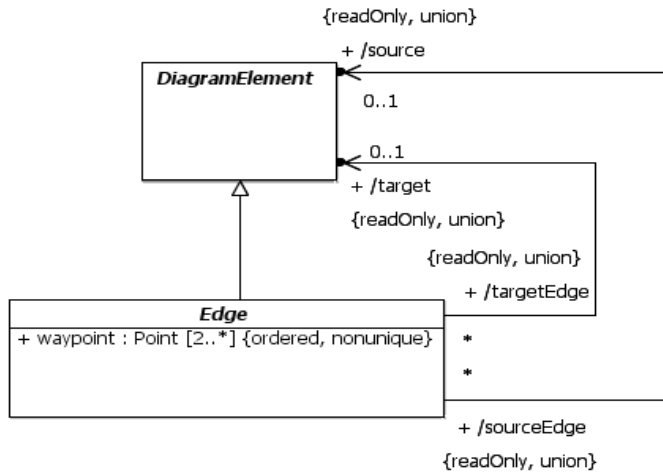 {readOnly, union}
+ /source
DiagramElement
0..1
0..1
+ /target
{readOnly, union}
{readOnly, union}
+ /targetEdge
Edge
+ waypoint : Point [2..*] {ordered, nonunique}
*
*
+ /sourceEdge
{readOnly, union}